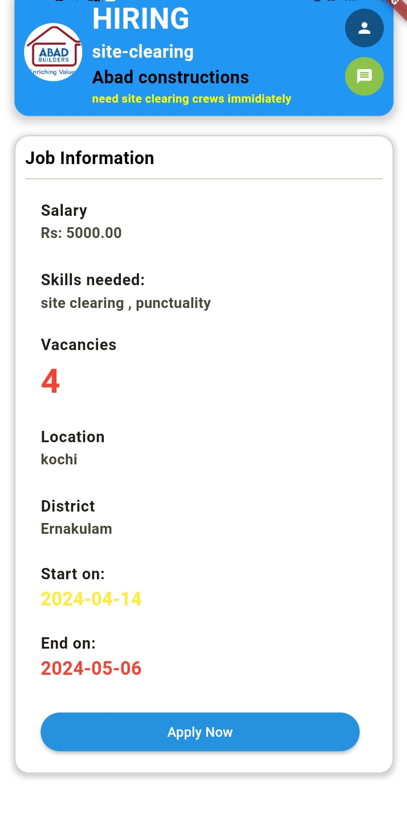 HIRING
site-clearing
ABAD
BUILDERS
Enriching Value
Abad constructions
need site clearing crews immidiately
Job Information
Salary
Rs: 5000.00
Skills needed:
site clearing , punctuality
Vacancies
4
Location
kochi
District
Ernakulam
Start on:
2024-04-14
End on:
2024-05-06
Apply Now